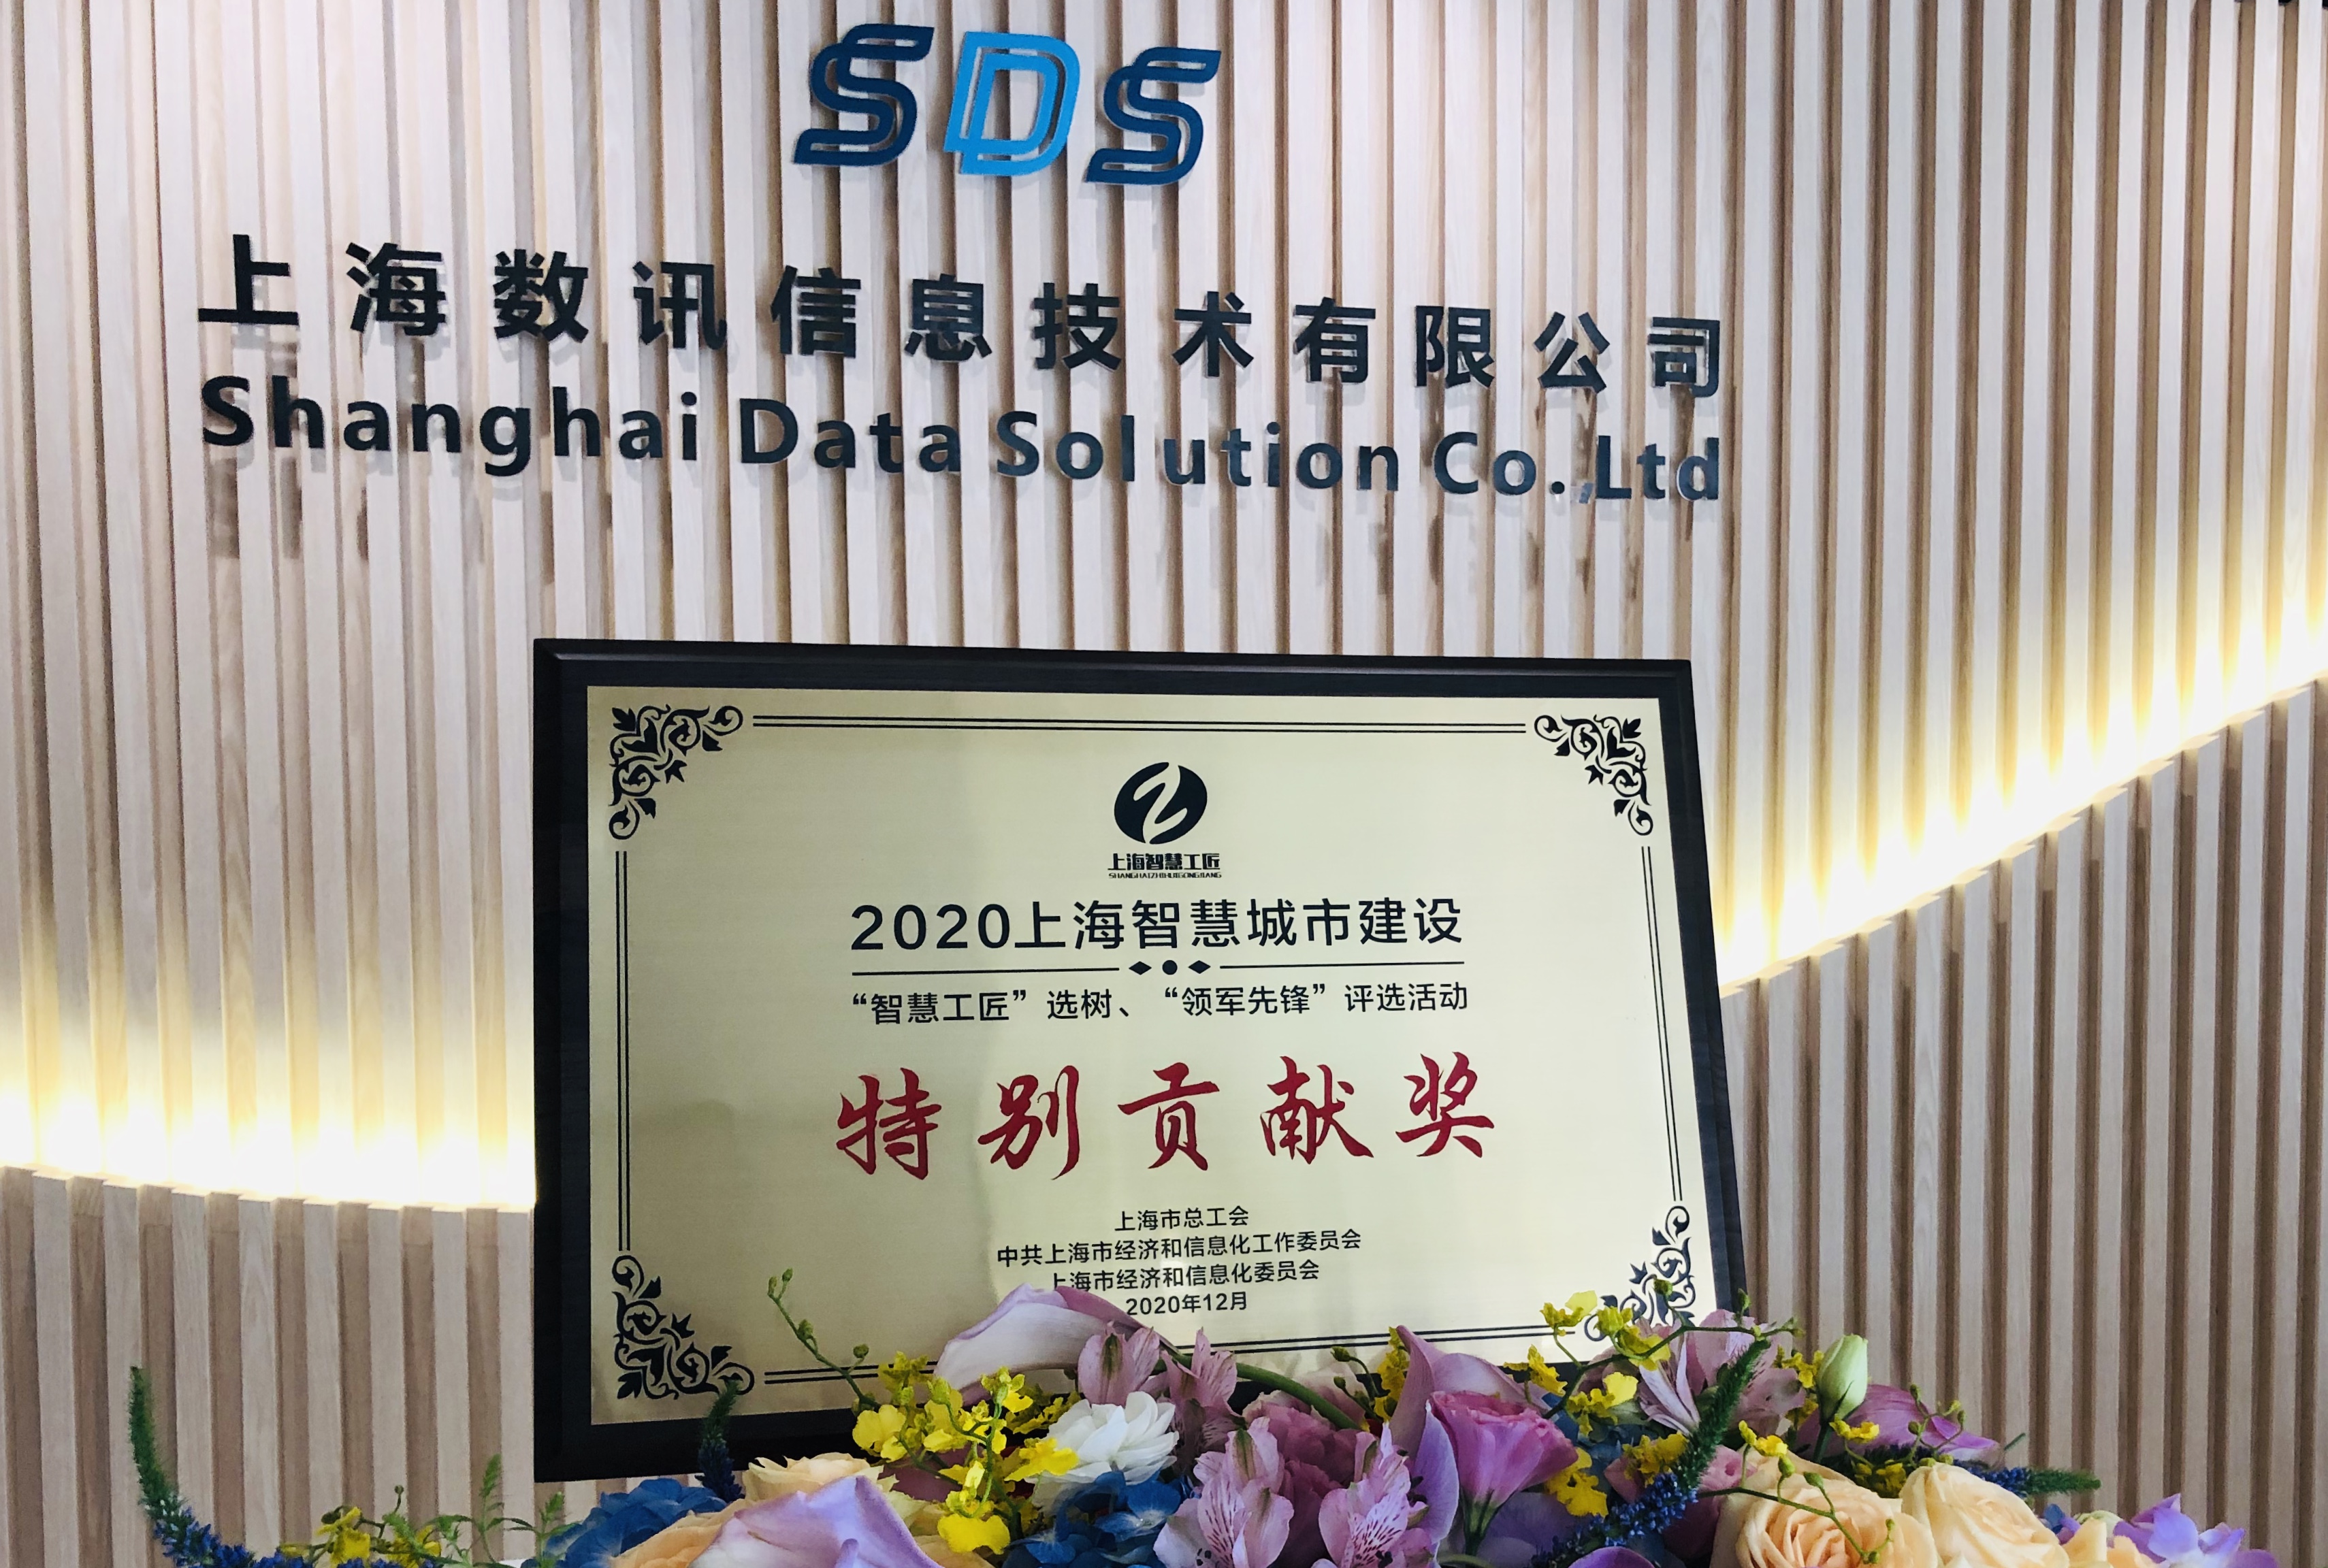 SDS
上海数讯信息技术有限公司
Shanghai Data Solution Co.,Ltd
上海智慧工匠
SHANGHAIZHIHUIGONGJIANG
2020上海智慧城市建设
“智慧工匠”选树、“领军先锋”评选活动
特别贡献奖
上海市总工会
中共上海市经济和信息化工作委员会
上海市经济和信息化委员会
2020年12月